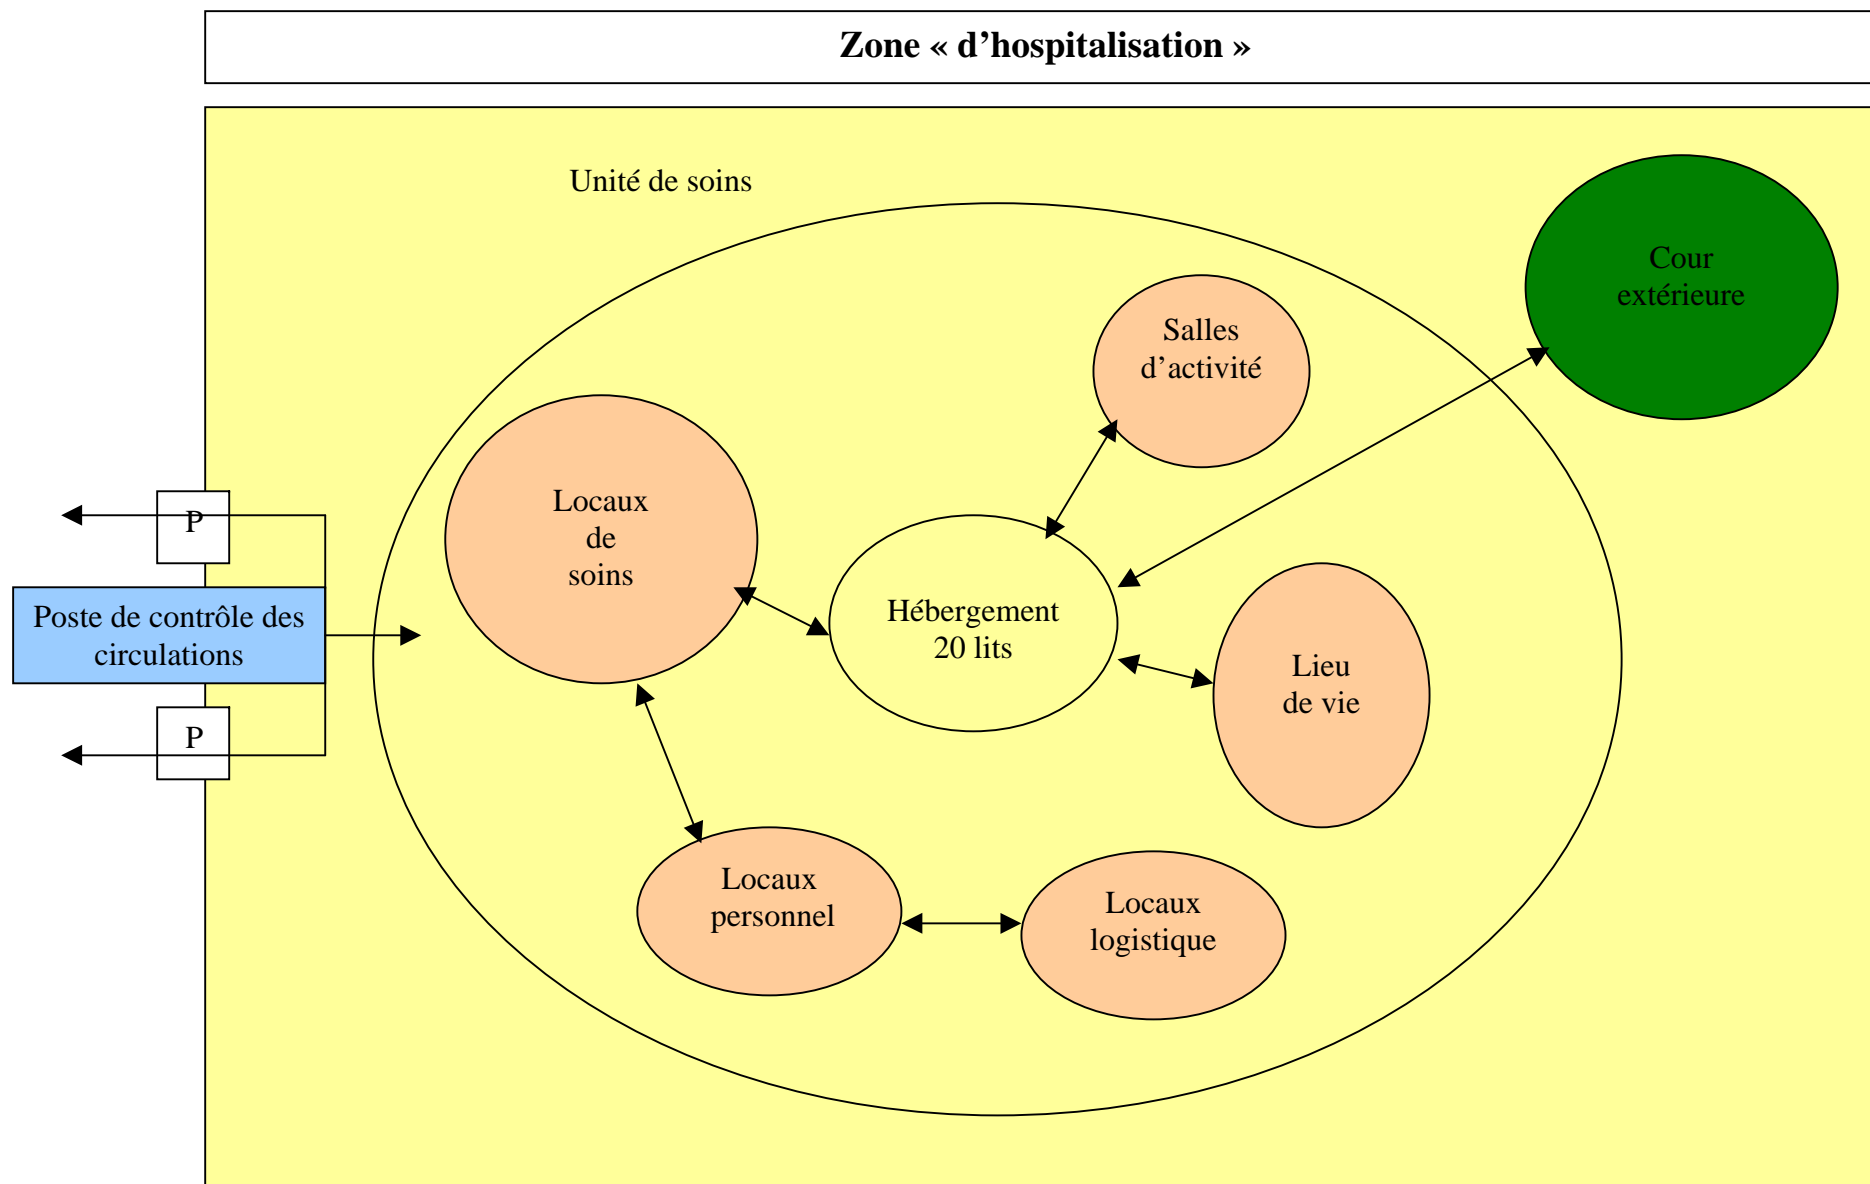 Zone « d’hospitalisation »
Unité de soins
Cour
extérieure
Salles
d’activité
Locaux
de
soins
P
Poste de contrôle des
circulations
P
Hébergement
20 lits
Lieu
de vie
Locaux
personnel
Locaux
logistique